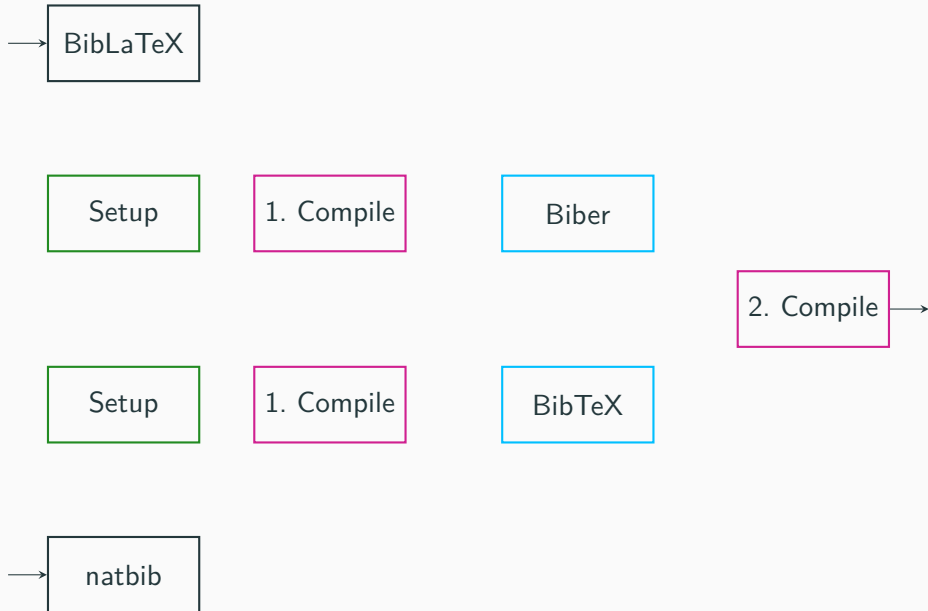 BibLaTeX
Setup
1. Compile
Biber
2. Compile
Setup
1. Compile
BibTeX
natbib